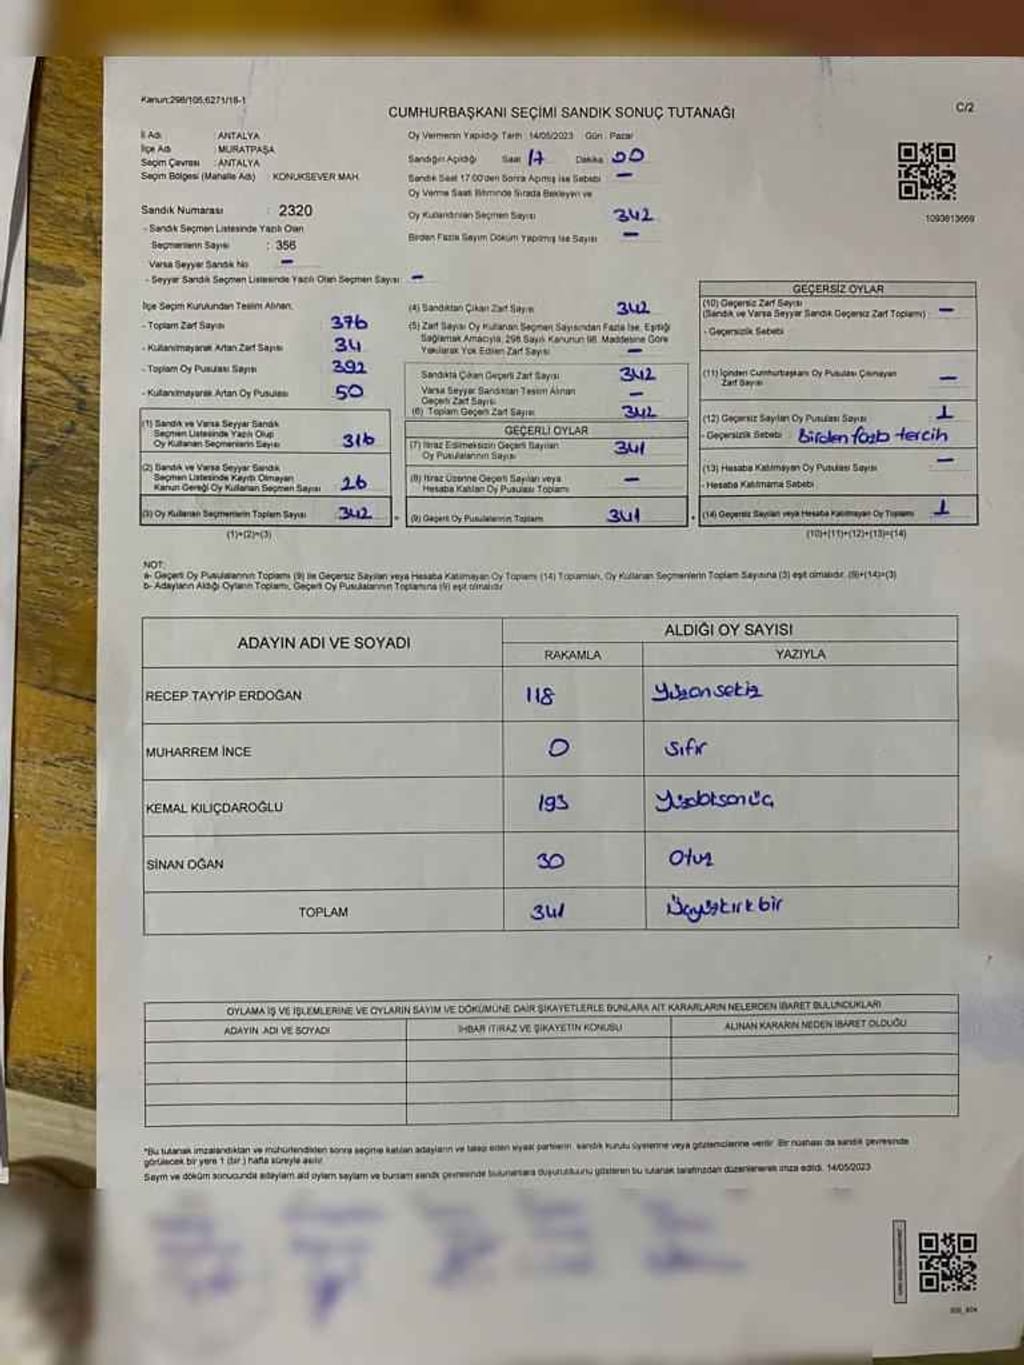 Kanun:298/105;6271/16-1
CUMHURBAŞKANI SEÇİMİ SANDIK SONUÇ TUTANAĞI
C/2
İl Adı : ANTALYA
İlçe Adı : MURATPAŞA
Seçim Çevresi : ANTALYA
Seçim Bölgesi (Mahalle Adı) : KONUKSEVER MAH.
Sandık Numarası : 2320
- Sandık Seçmen Listesinde Yazılı Olan
Seçmenlerin Sayısı : 356
Varsa Seyyar Sandık No –
- Seyyar Sandık Seçmen Listesinde Yazılı Olan Seçmen Sayısı : –
Oy Vermenin Yapıldığı Tarih : 14/05/2023 Gün : Pazar
Sandığın Açıldığı Saat 17 Dakika 00
Sandık Saat 17:00'den Sonra Açılmış İse Sebebi –
Oy Verme Saati Bitiminde Sırada Bekleyen ve
Oy Kullandırılan Seçmen Sayısı 342
Birden Fazla Sayım Döküm Yapılmış İse Sayısı –
1093613669
İlçe Seçim Kurulundan Teslim Alınan:
- Toplam Zarf Sayısı 376
- Kullanılmayarak Artan Zarf Sayısı 34
- Toplam Oy Pusulası Sayısı 392
- Kullanılmayarak Artan Oy Pusulası 50
(1) Sandık ve Varsa Seyyar Sandık
Seçmen Listesinde Yazılı Olup
Oy Kullanan Seçmenlerin Sayısı 316
(2) Sandık ve Varsa Seyyar Sandık
Seçmen Listesinde Kayıtlı Olmayan
Kanun Gereği Oy Kullanan Seçmen Sayısı 26
(3) Oy Kullanan Seçmenlerin Toplam Sayısı 342
(1)+(2)=(3)
(4) Sandıktan Çıkan Zarf Sayısı 342
(5) Zarf Sayısı Oy Kullanan Seçmen Sayısından Fazla İse, Eşitliği
Sağlamak Amacıyla, 298 Sayılı Kanunun 98. Maddesine Göre
Yakılarak Yok Edilen Zarf Sayısı –
Sandıkta Çıkan Geçerli Zarf Sayısı 342
Varsa Seyyar Sandıktan Teslim Alınan
Geçerli Zarf Sayısı –
(6) Toplam Geçerli Zarf Sayısı 342
GEÇERLİ OYLAR
(7) İtiraz Edilmeksizin Geçerli Sayılan
Oy Pusulalarının Sayısı 341
(8) İtiraz Üzerine Geçerli Sayılan veya
Hesaba Katılan Oy Pusulası Toplamı –
(9) Geçerli Oy Pusulalarının Toplamı 341
GEÇERSİZ OYLAR
(10) Geçersiz Zarf Sayısı
(Sandık ve Varsa Seyyar Sandık Geçersiz Zarf Toplamı) –
- Geçersizlik Sebebi
(11) İçinden Cumhurbaşkanı Oy Pusulası Çıkmayan
Zarf Sayısı –
(12) Geçersiz Sayılan Oy Pusulası Sayısı 1
- Geçersizlik Sebebi Birden fazla tercih
(13) Hesaba Katılmayan Oy Pusulası Sayısı –
- Hesaba Katılmama Sebebi
(14) Geçersiz Sayılan veya Hesaba Katılmayan Oy Toplamı 1
(10)+(11)+(12)+(13)=(14)
NOT:
a- Geçerli Oy Pusulalarının Toplamı (9) ile Geçersiz Sayılan veya Hesaba Katılmayan Oy Toplamı (14) Toplamları, Oy Kullanan Seçmenlerin Toplam Sayısına (3) eşit olmalıdır. (9)+(14)=(3)
b- Adayların Aldığı Oyların Toplamı, Geçerli Oy Pusulalarının Toplamına (9) eşit olmalıdır
ADAYIN ADI VE SOYADI
ALDIĞI OY SAYISI
RAKAMLA YAZIYLA
RECEP TAYYİP ERDOĞAN 118 Yüzonsekiz
MUHARREM İNCE 0 Sıfır
KEMAL KILIÇDAROĞLU 193 Yüzdoksanüç
SİNAN OĞAN 30 Otuz
TOPLAM 341 Üçyüzkırkbir
OYLAMA İŞ VE İŞLEMLERİNE VE OYLARIN SAYIM VE DÖKÜMÜNE DAİR ŞİKAYETLERLE BUNLARA AİT KARARLARIN NELERDEN İBARET BULUNDUKLARI
ADAYIN ADI VE SOYADI İHBAR İTİRAZ VE ŞİKAYETİN KONUSU ALINAN KARARIN NEDEN İBARET OLDUĞU
*Bu tutanak imzalandıktan ve mühürlendikten sonra seçime katılan adayların ve talep eden siyasi partilerin sandık kurulu üyelerine veya gözlemcilerine verilir. Bir nüshası da sandık çevresinde
görülecek bir yere 1 (bir) hafta süreyle asılır.
Sayım ve döküm sonucunda adayların ald oyların sayıları ve bunların sandık çevresinde bulunanlara duyurulduğunu gösteren bu tutanak tarafımızdan düzenlenerek imza edildi. 14/05/2023